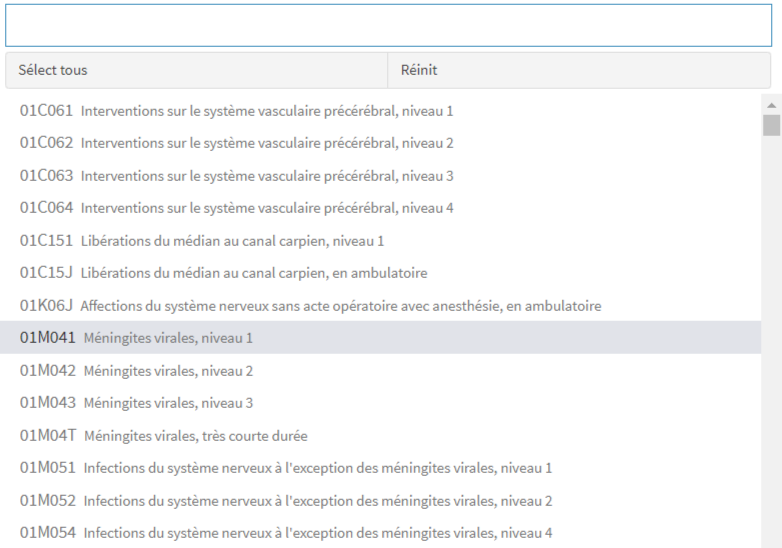 Sélect tous
Réinit
01C061 Interventions sur le système vasculaire précérébral, niveau 1
01C062 Interventions sur le système vasculaire précérébral, niveau 2
01C063 Interventions sur le système vasculaire précérébral, niveau 3
01C064 Interventions sur le système vasculaire précérébral, niveau 4
01C151 Libérations du médian au canal carpien, niveau 1
01C15J Libérations du médian au canal carpien, en ambulatoire
01K06J Affections du système nerveux sans acte opératoire avec anesthésie, en ambulatoire
01M041 Méningites virales, niveau 1
01M042 Méningites virales, niveau 2
01M043 Méningites virales, niveau 3
01M04T Méningites virales, très courte durée
01M051 Infections du système nerveux à l'exception des méningites virales, niveau 1
01M052 Infections du système nerveux à l'exception des méningites virales, niveau 2
01M054 Infections du système nerveux à l'exception des méningites virales, niveau 4